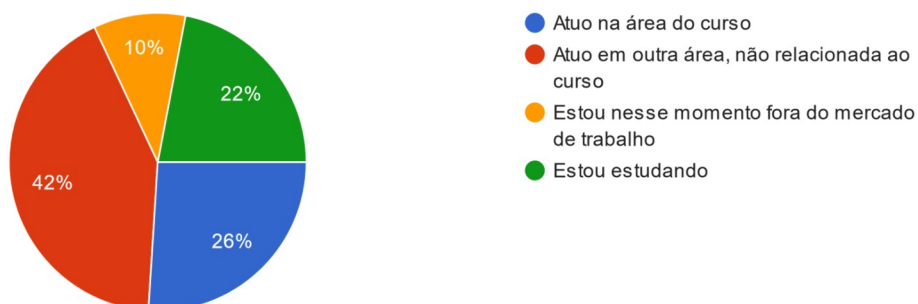 10%
22%
42%
26%
Atuo na área do curso
Atuo em outra área, não relacionada ao
curso
Estou nesse momento fora do mercado
de trabalho
Estou estudando